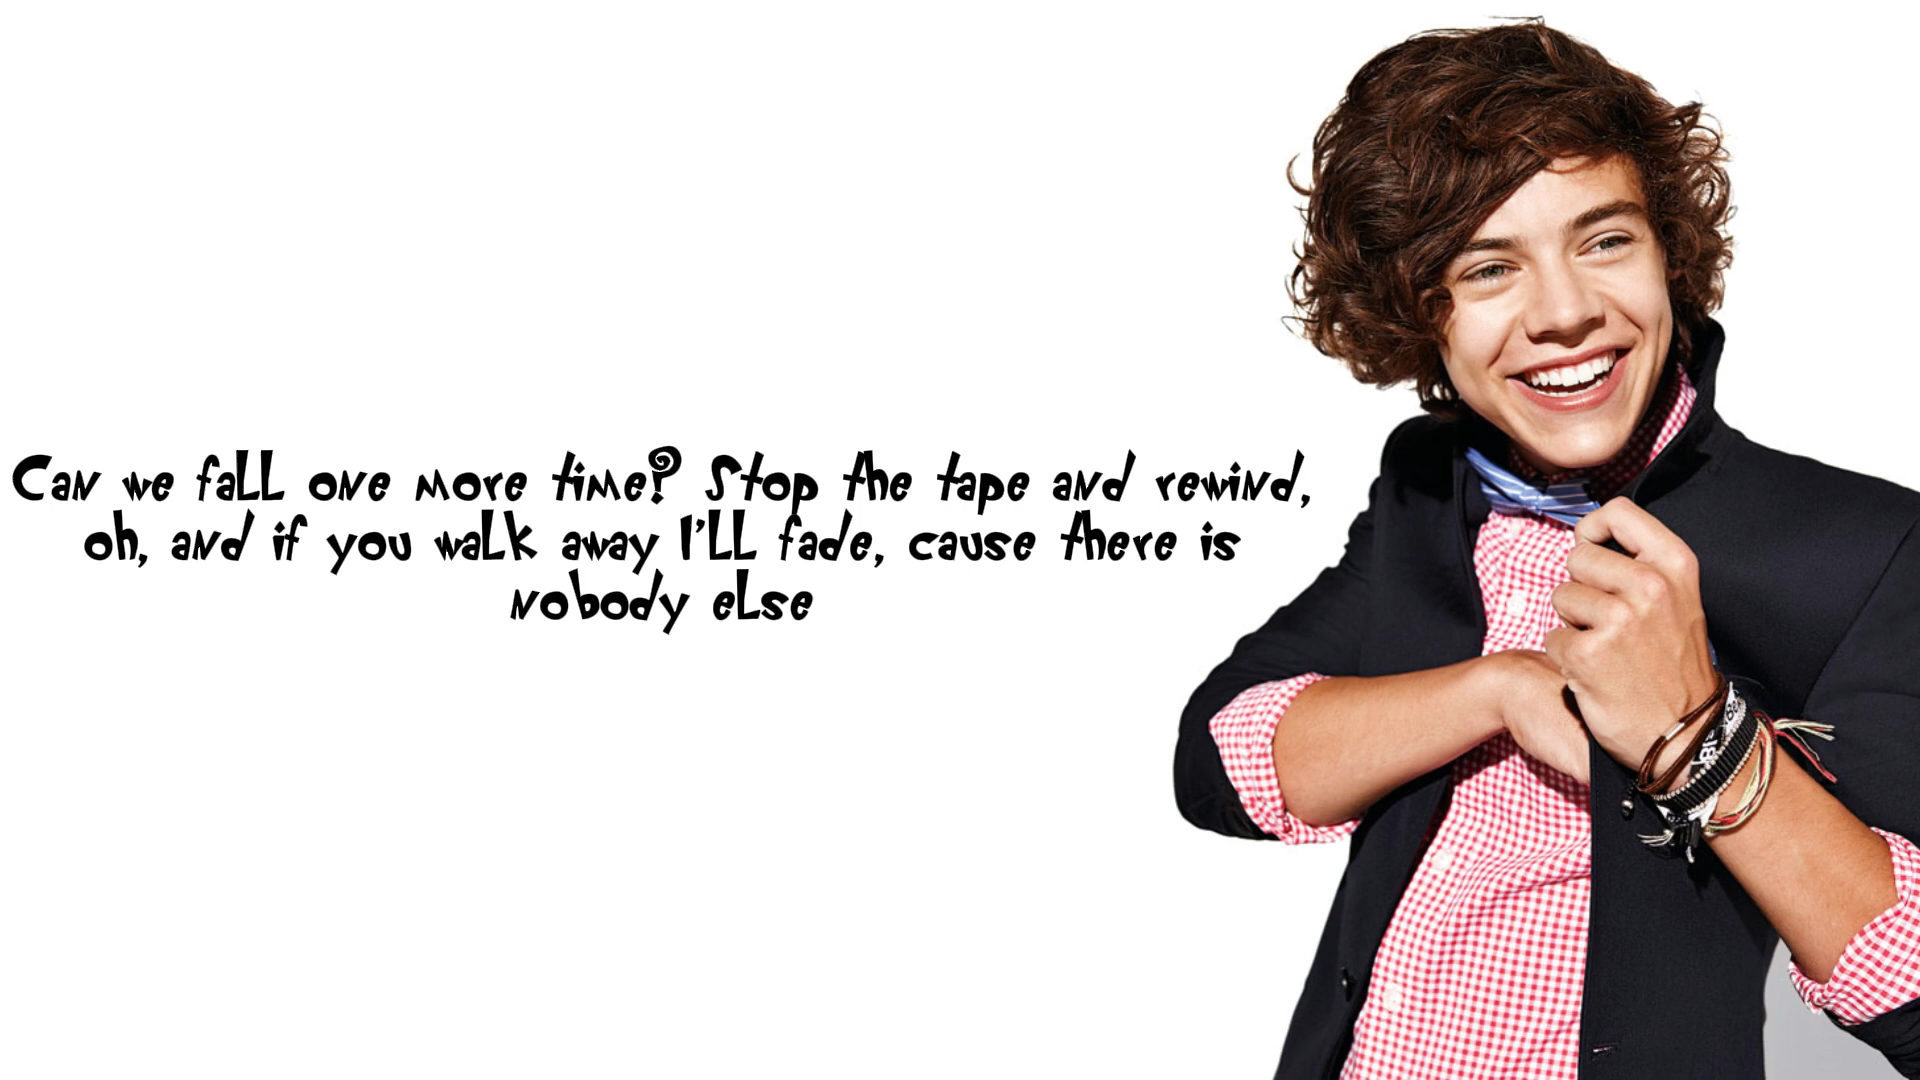 Can we fall one more time? Stop the tape and rewind,
oh, and if you walk away I'll fade, cause there is
nobody else